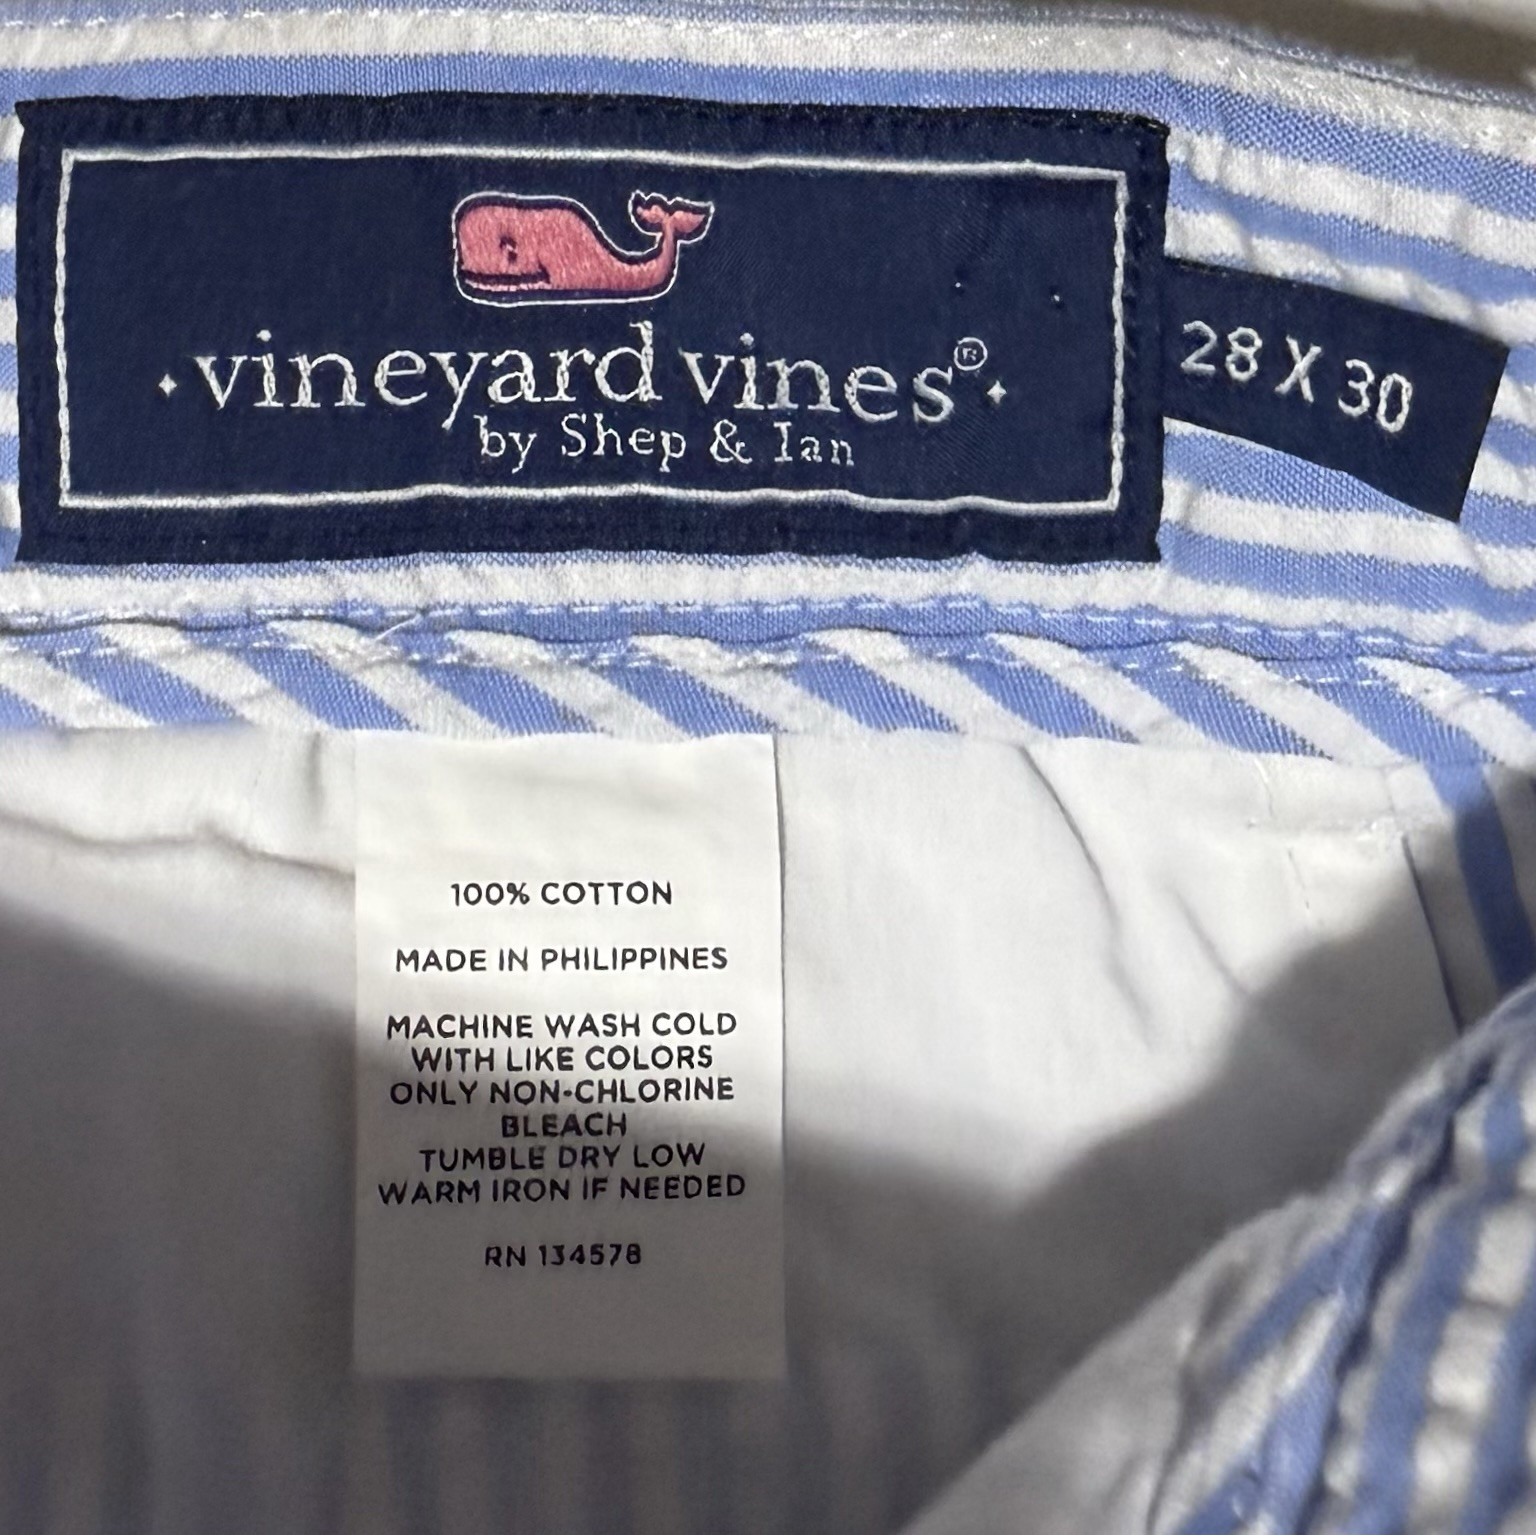 vineyard vines®
by Shep & Ian
28 X 30
100% COTTON
MADE IN PHILIPPINES
MACHINE WASH COLD
WITH LIKE COLORS
ONLY NON-CHLORINE
BLEACH
TUMBLE DRY LOW
WARM IRON IF NEEDED
RN 134578